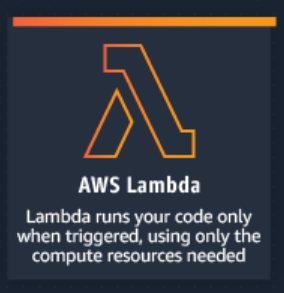 AWS Lambda
Lambda runs your code only
when triggered, using only the
compute resources needed